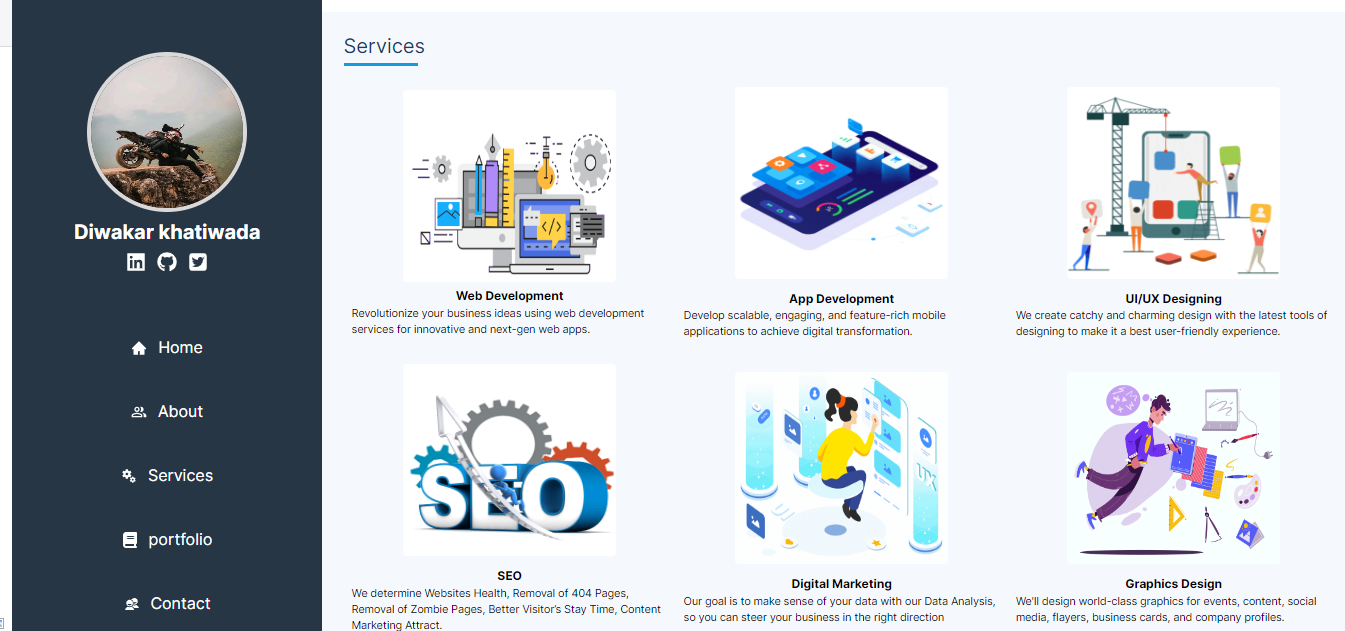 Diwakar khatiwada
Home
About
Services
portfolio
Contact
Services
Web Development
Revolutionize your business ideas using web development
services for innovative and next-gen web apps.
App Development
Develop scalable, engaging, and feature-rich mobile
applications to achieve digital transformation.
UI/UX Designing
We create catchy and charming design with the latest tools of
designing to make it a best user-friendly experience.
SEO
SEO
We determine Websites Health, Removal of 404 Pages,
Removal of Zombie Pages, Better Visitor's Stay Time, Content
Marketing Attract.
UX
Digital Marketing
Our goal is to make sense of your data with our Data Analysis,
so you can steer your business in the right direction
Graphics Design
We'll design world-class graphics for events, content, social
media, flayers, business cards, and company profiles.